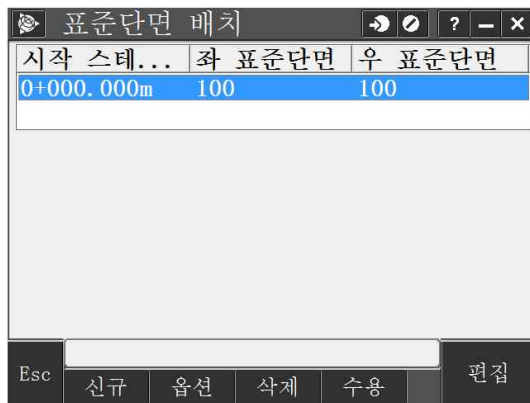 표준단면 배치
? – ×
시작 스테... 좌 표준단면 우 표준단면
0+000.000m 100 100
Esc 신규 옵션 삭제 수용 편집